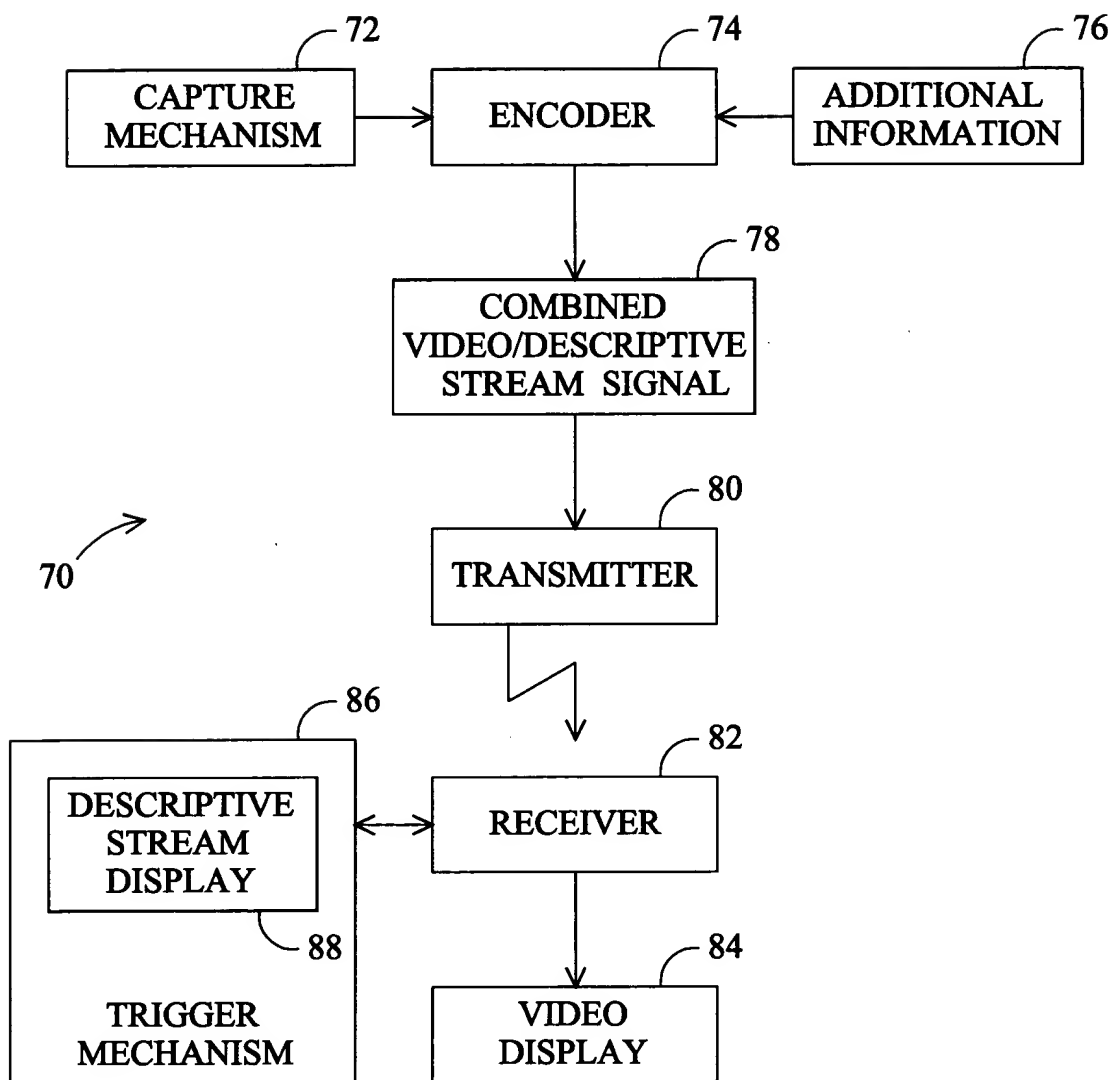 72
74
76
CAPTURE
MECHANISM
ENCODER
ADDITIONAL
INFORMATION
78
COMBINED
VIDEO/DESCRIPTIVE
STREAM SIGNAL
80
TRANSMITTER
70
86
82
DESCRIPTIVE
STREAM
DISPLAY
RECEIVER
88
84
TRIGGER
MECHANISM
VIDEO
DISPLAY